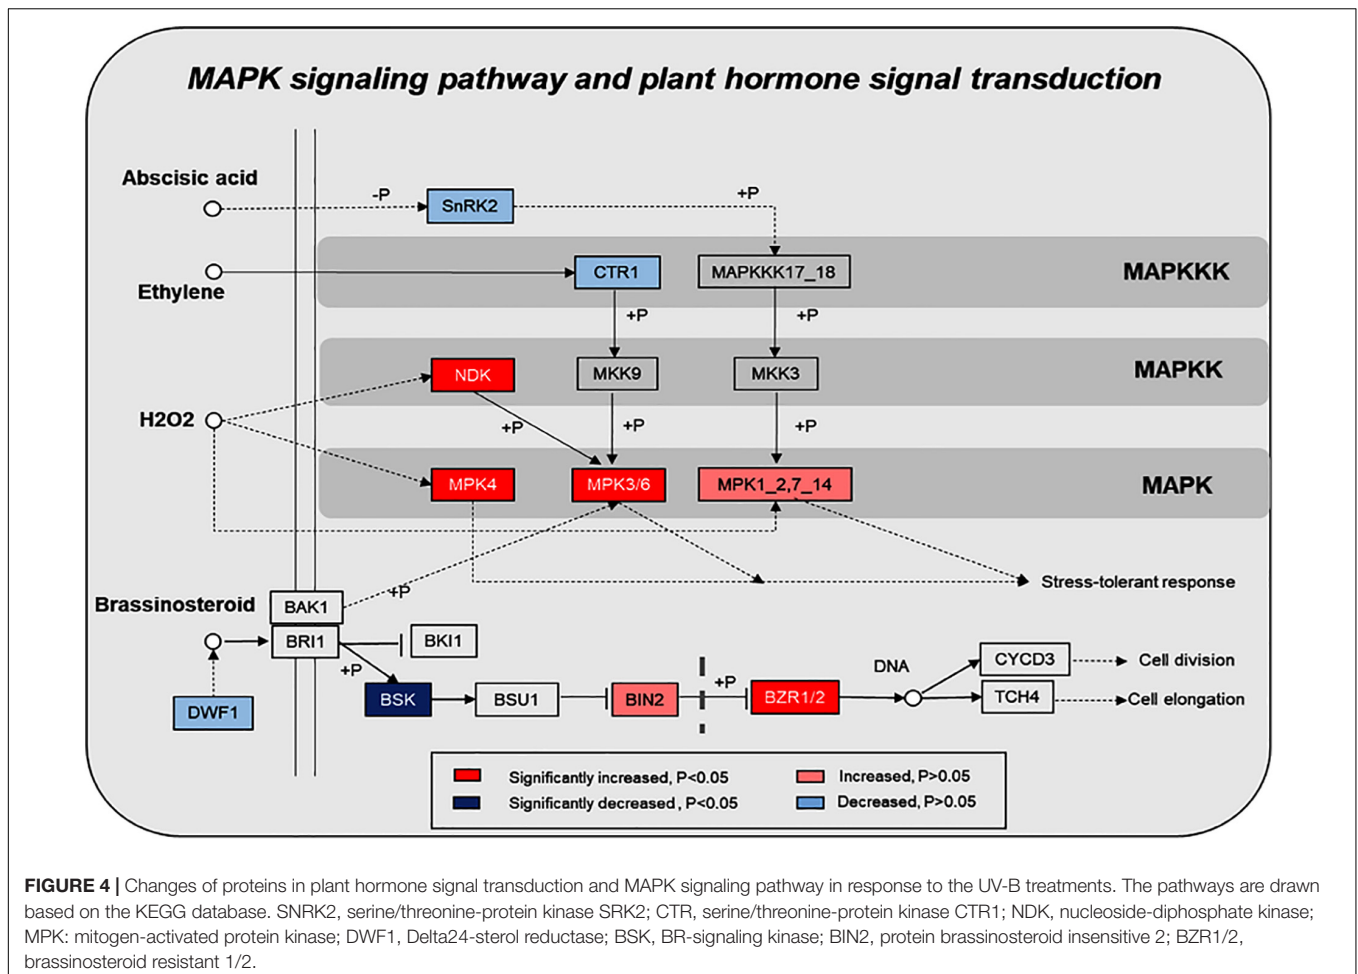 MAPK signaling pathway and plant hormone signal transduction
Abscisic acid
-P
SnRK2
+P
Ethylene
CTR1
MAPKKK17_18
MAPKKK
+P
+P
NDK
MKK9
MKK3
MAPKK
H2O2
+P
+P
+P
MPK4
MPK3/6
MPK1_2,7_14
MAPK
Stress-tolerant response
+P
Brassinosteroid
BAK1
BRI1
BKI1
+P
DWF1
BSK
BSU1
BIN2
+P
BZR1/2
DNA
CYCD3
Cell division
TCH4
Cell elongation
Significantly increased, P<0.05
Increased, P>0.05
Significantly decreased, P<0.05
Decreased, P>0.05
FIGURE 4 | Changes of proteins in plant hormone signal transduction and MAPK signaling pathway in response to the UV-B treatments. The pathways are drawn
based on the KEGG database. SNRK2, serine/threonine-protein kinase SRK2; CTR, serine/threonine-protein kinase CTR1; NDK, nucleoside-diphosphate kinase;
MPK: mitogen-activated protein kinase; DWF1, Delta24-sterol reductase; BSK, BR-signaling kinase; BIN2, protein brassinosteroid insensitive 2; BZR1/2,
brassinosteroid resistant 1/2.